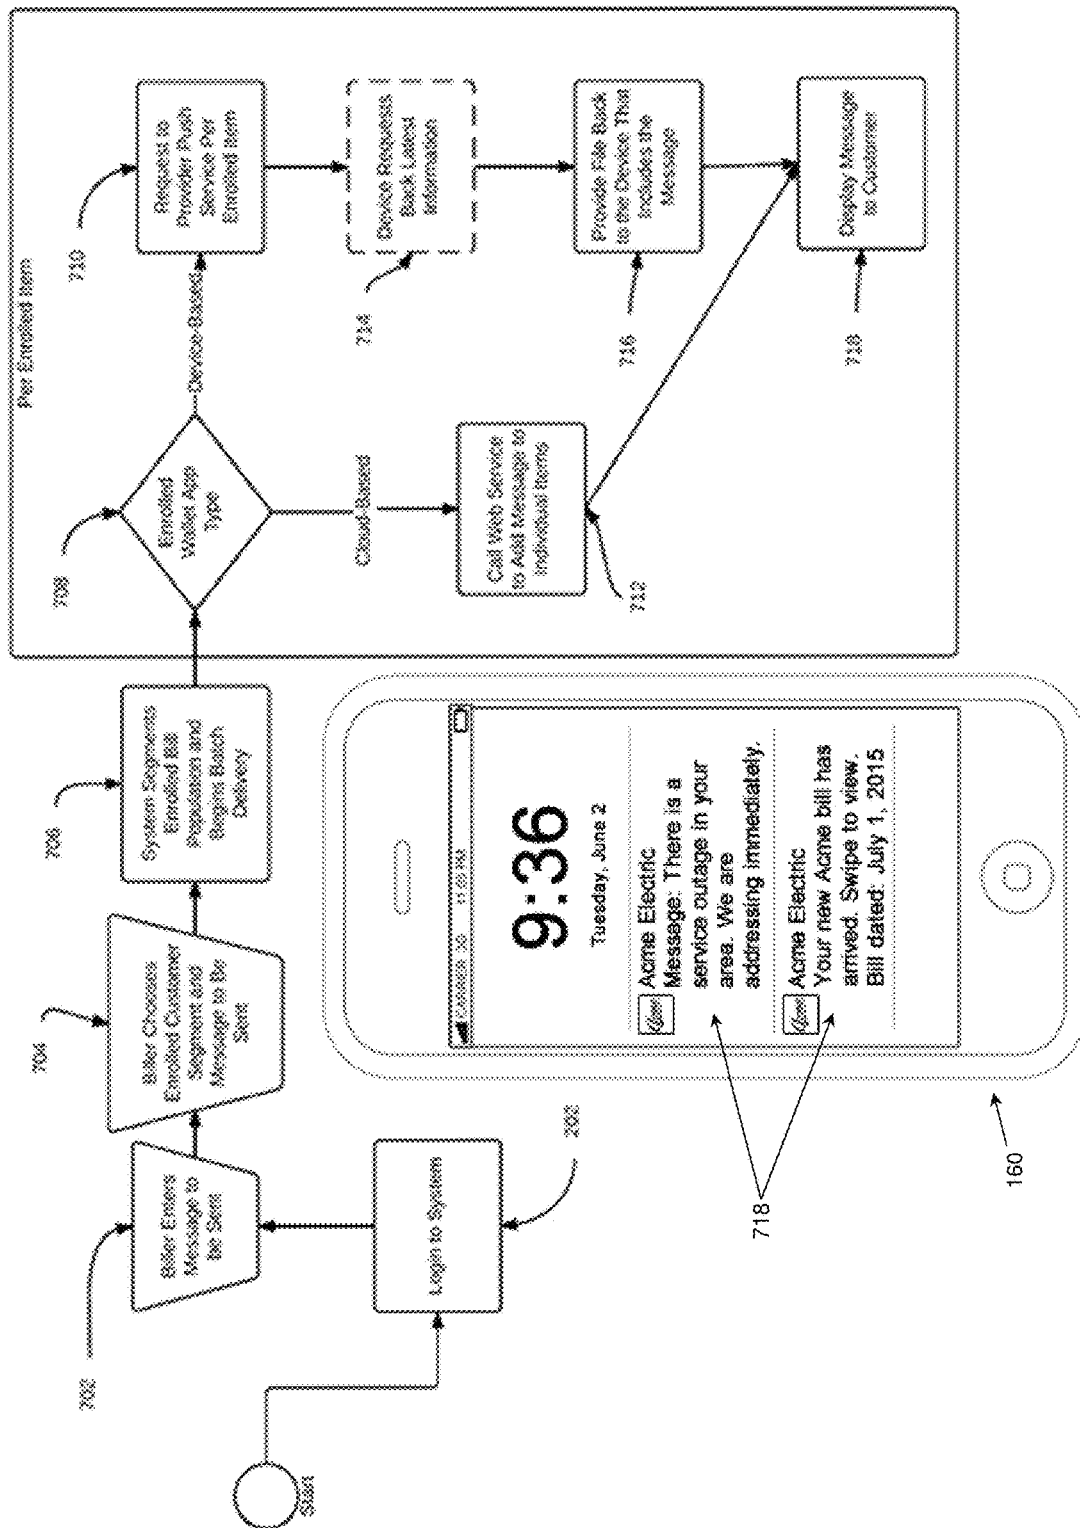 Start
Login to System
202
702
Biller Enters
Message to
be Sent
704
Biller Chooses
Enrolled Customer
Segment and
Message to Be
Sent
706
System Segments
Enrolled Bill
Population and
Begins Batch
Delivery
Per Enrolled Item
708
Enrolled
Wallet App
Type
Device-Based
Cloud-Based
710
Request to
Provider Push
Service Per
Enrolled Item
712
Call Web Service
to Add Message to
Individual Items
714
Device Requests
Back Latest
Information
716
Provide File Back
to the Device That
Includes the
Message
718
Display Message
to Customer
CARRIER
9:36
Tuesday, June 2
Acme Electric
Message: There is a
service outage in your
area. We are
addressing immediately.
Acme Electric
Your new Acme bill has
arrived. Swipe to view.
Bill dated: July 1, 2015
718
160